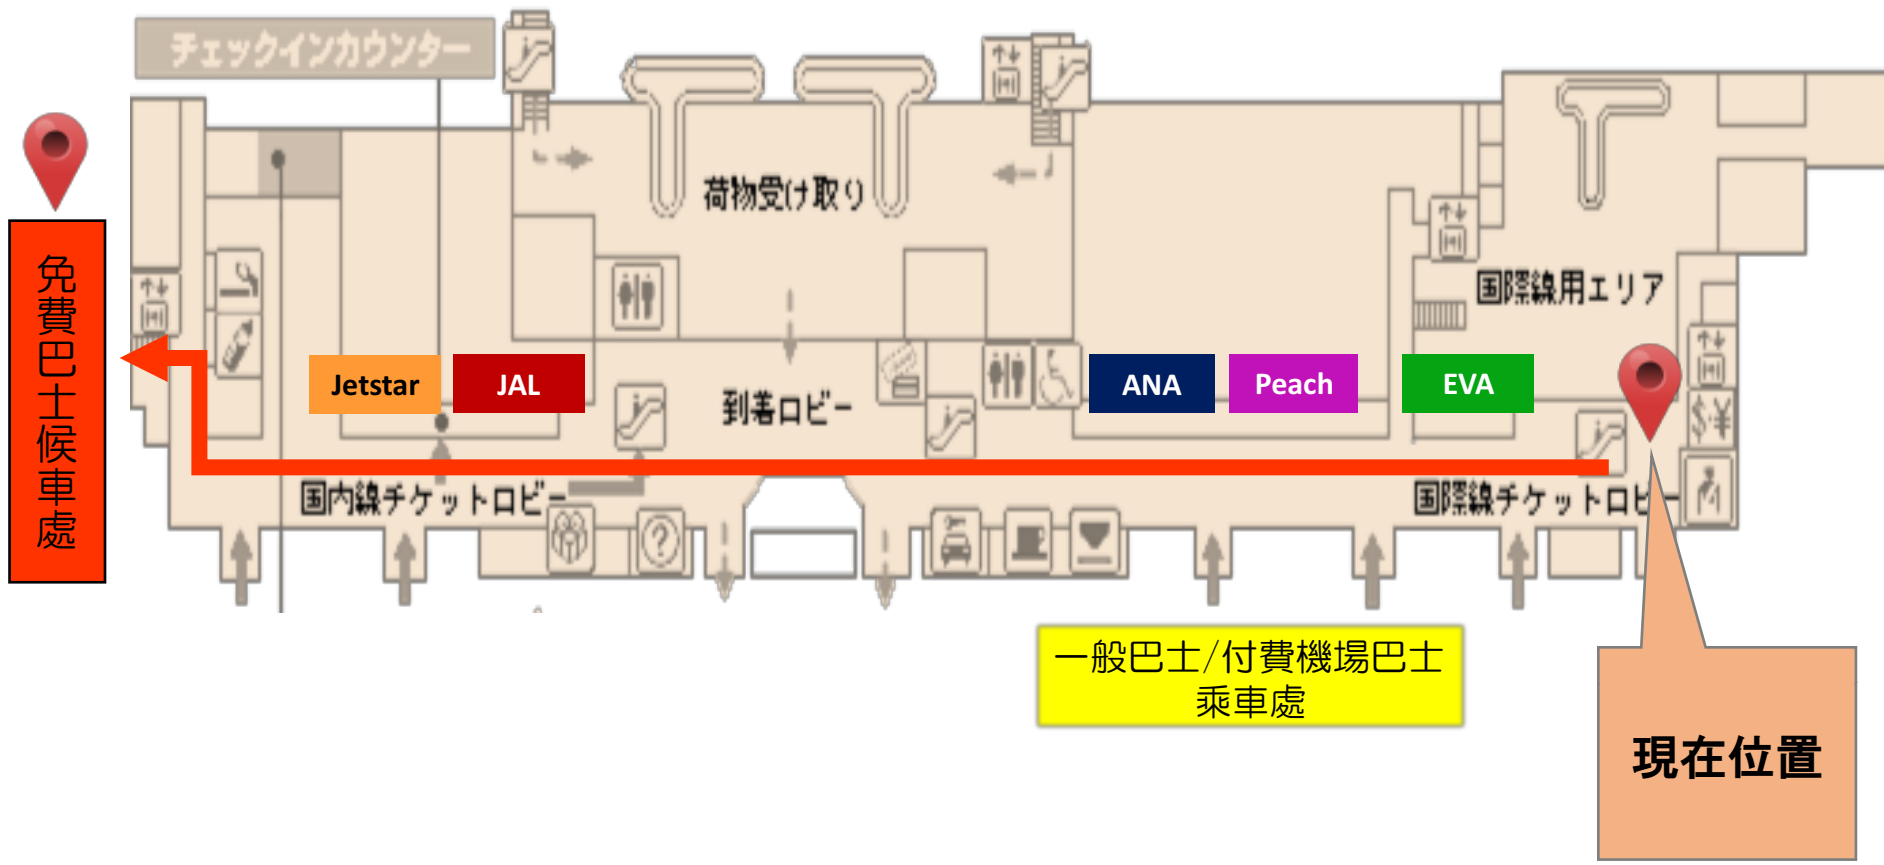 チェックインカウンター
免費巴士候車處
荷物受け取り
国際線用エリア
Jetstar
JAL
到着ロビー
ANA
Peach
EVA
$・¥
国内線チケットロビー
国際線チケットロビー
?
一般巴士/付費機場巴士
乘車處
現在位置